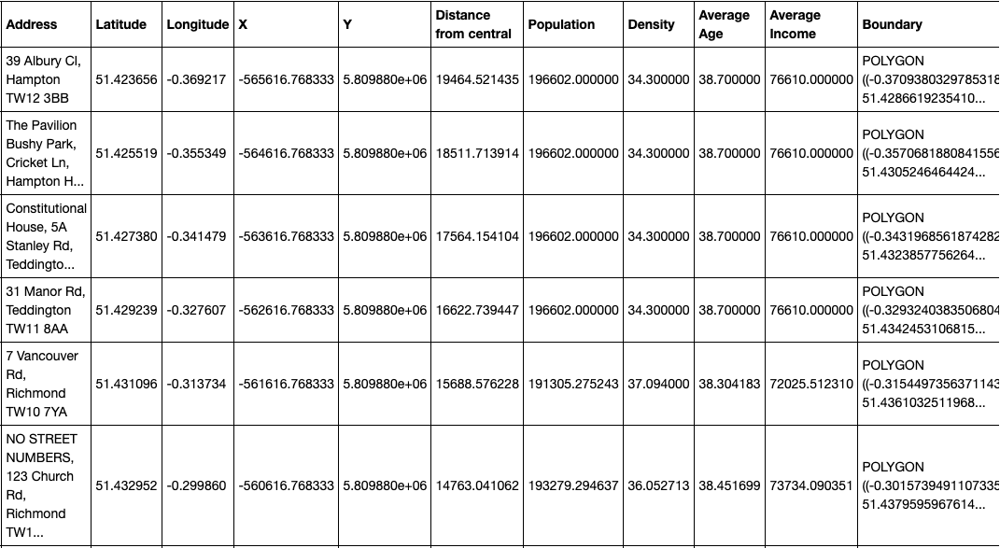 Address Latitude Longitude X Y Distance from central Population Density Average Age Average Income Boundary
39 Albury Cl, Hampton TW12 3BB 51.423656 -0.369217 -565616.768333 5.809880e+06 19464.521435 196602.000000 34.300000 38.700000 76610.000000 POLYGON ((-0.3709380329785318 51.4286619235410...
The Pavilion Bushy Park, Cricket Ln, Hampton H... 51.425519 -0.355349 -564616.768333 5.809880e+06 18511.713914 196602.000000 34.300000 38.700000 76610.000000 POLYGON ((-0.3570681880841556 51.4305246464424...
Constitutional House, 5A Stanley Rd, Teddingto... 51.427380 -0.341479 -563616.768333 5.809880e+06 17564.154104 196602.000000 34.300000 38.700000 76610.000000 POLYGON ((-0.3431968561874282 51.4323857756264...
31 Manor Rd, Teddington TW11 8AA 51.429239 -0.327607 -562616.768333 5.809880e+06 16622.739447 196602.000000 34.300000 38.700000 76610.000000 POLYGON ((-0.3293240383506804 51.4342453106815...
7 Vancouver Rd, Richmond TW10 7YA 51.431096 -0.313734 -561616.768333 5.809880e+06 15688.576228 191305.275243 37.094000 38.304183 72025.512310 POLYGON ((-0.3154497356371143 51.4361032511968...
NO STREET NUMBERS, 123 Church Rd, Richmond TW1... 51.432952 -0.299860 -560616.768333 5.809880e+06 14763.041062 193279.294637 36.052713 38.451699 73734.090351 POLYGON ((-0.3015739491107335 51.4379595967614...